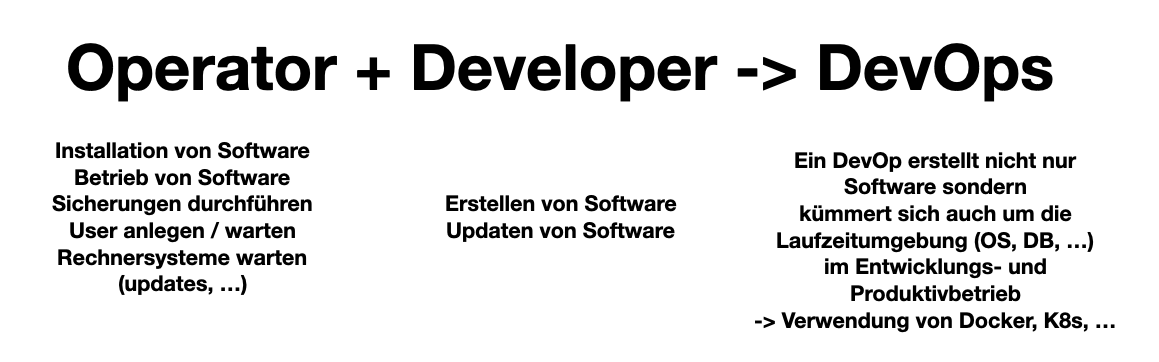 Operator + Developer -> DevOps
Installation von Software
Betrieb von Software
Sicherungen durchführen
User anlegen / warten
Rechnersysteme warten
(updates, …)
Erstellen von Software
Updaten von Software
Ein DevOp erstellt nicht nur
Software sondern
kümmert sich auch um die
Laufzeitumgebung (OS, DB, …)
im Entwicklungs- und
Produktivbetrieb
-> Verwendung von Docker, K8s, …